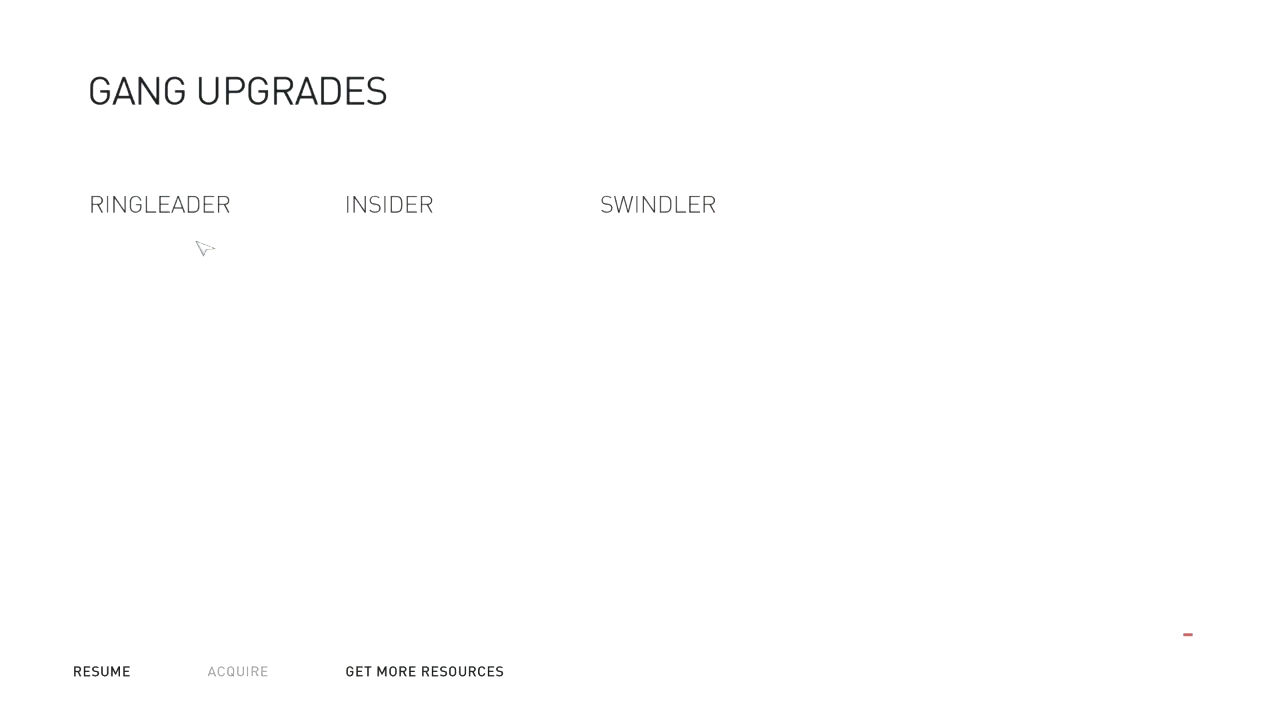 GANG UPGRADES
RINGLEADER INSIDER SWINDLER
RESUME ACQUIRE GET MORE RESOURCES